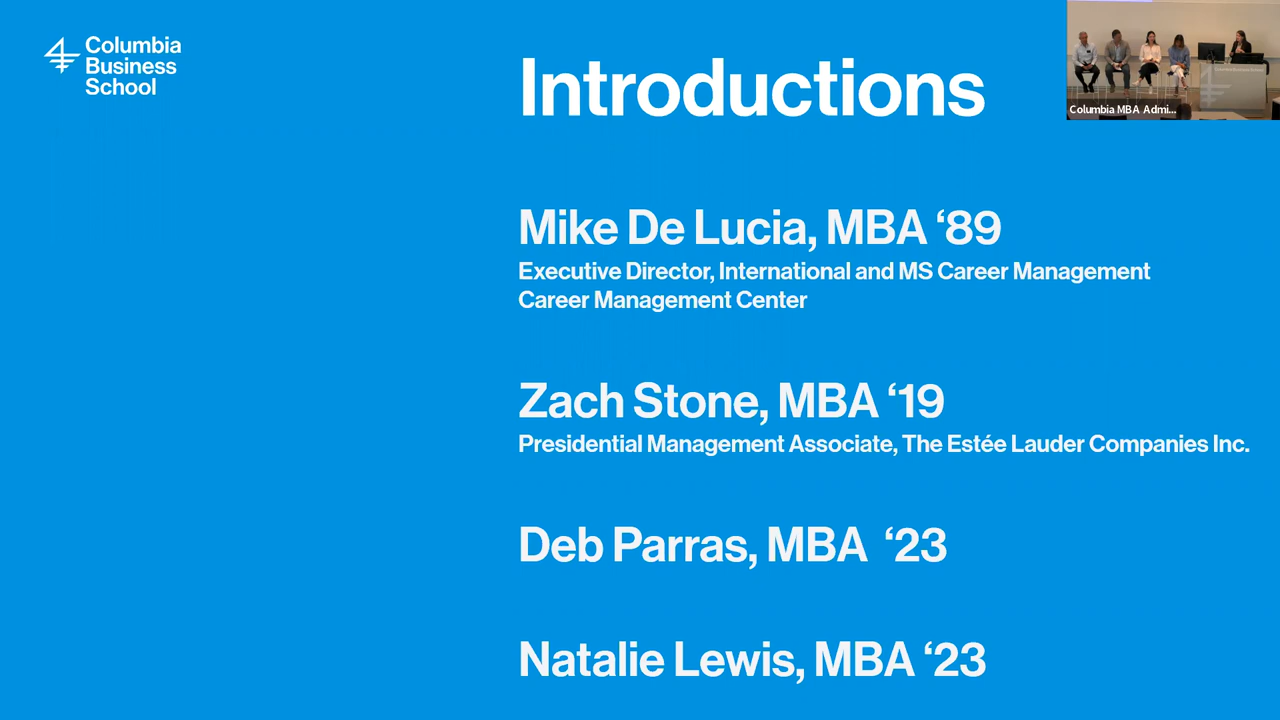 Columbia
Business
School
Introductions
Columbia MBA Admi...
Mike De Lucia, MBA ‘89
Executive Director, International and MS Career Management
Career Management Center
Zach Stone, MBA ‘19
Presidential Management Associate, The Estée Lauder Companies Inc.
Deb Parras, MBA  ‘23
Natalie Lewis, MBA ‘23